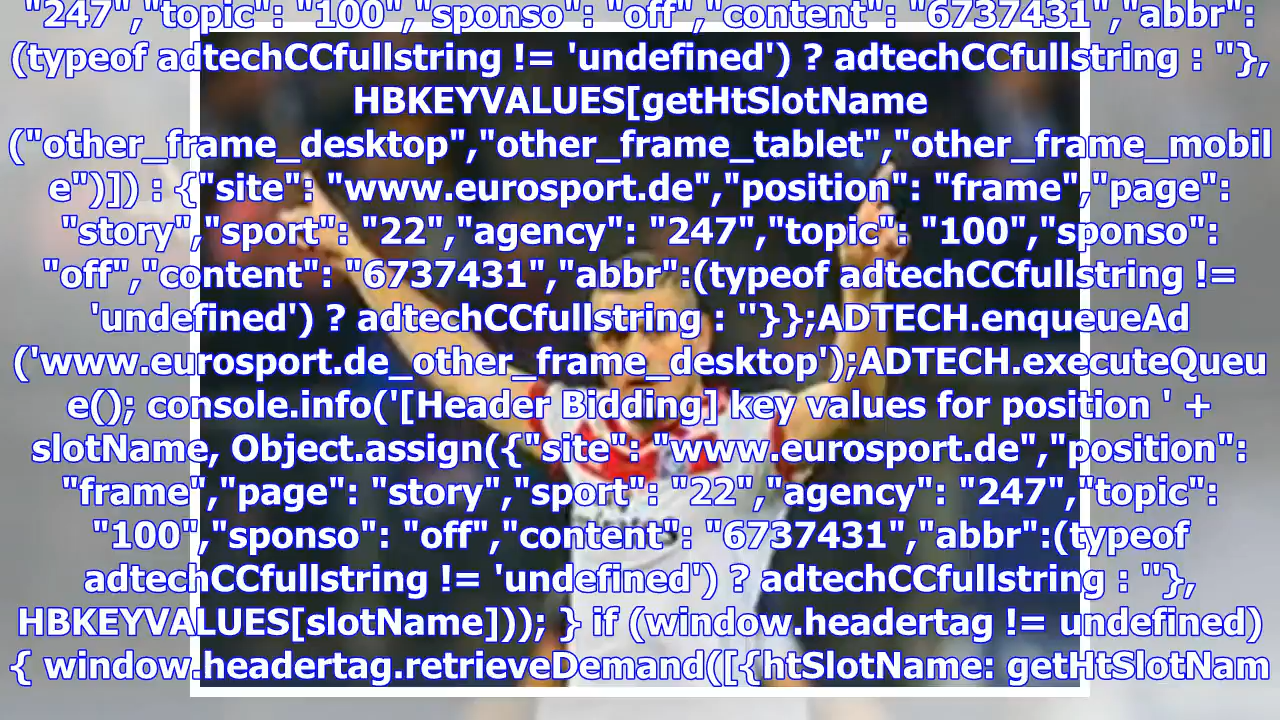 "247","topic": "100","sponso": "off","content": "6737431","abbr":
(typeof adtechCCfullstring != 'undefined') ? adtechCCfullstring : ''},
HBKEYVALUES[getHtSlotName
("other_frame_desktop","other_frame_tablet","other_frame_mobil
e")]) : {"site": "www.eurosport.de","position": "frame","page":
"story","sport": "22","agency": "247","topic": "100","sponso":
"off","content": "6737431","abbr":(typeof adtechCCfullstring !=
'undefined') ? adtechCCfullstring : ''}};ADTECH.enqueueAd
('www.eurosport.de_other_frame_desktop');ADTECH.executeQueu
e(); console.info('[Header Bidding] key values for position ' +
slotName, Object.assign({"site": "www.eurosport.de","position":
"frame","page": "story","sport": "22","agency": "247","topic":
"100","sponso": "off","content": "6737431","abbr":(typeof
adtechCCfullstring != 'undefined') ? adtechCCfullstring : ''},
HBKEYVALUES[slotName])); } if (window.headertag != undefined)
{ window.headertag.retrieveDemand([{htSlotName: getHtSlotNam